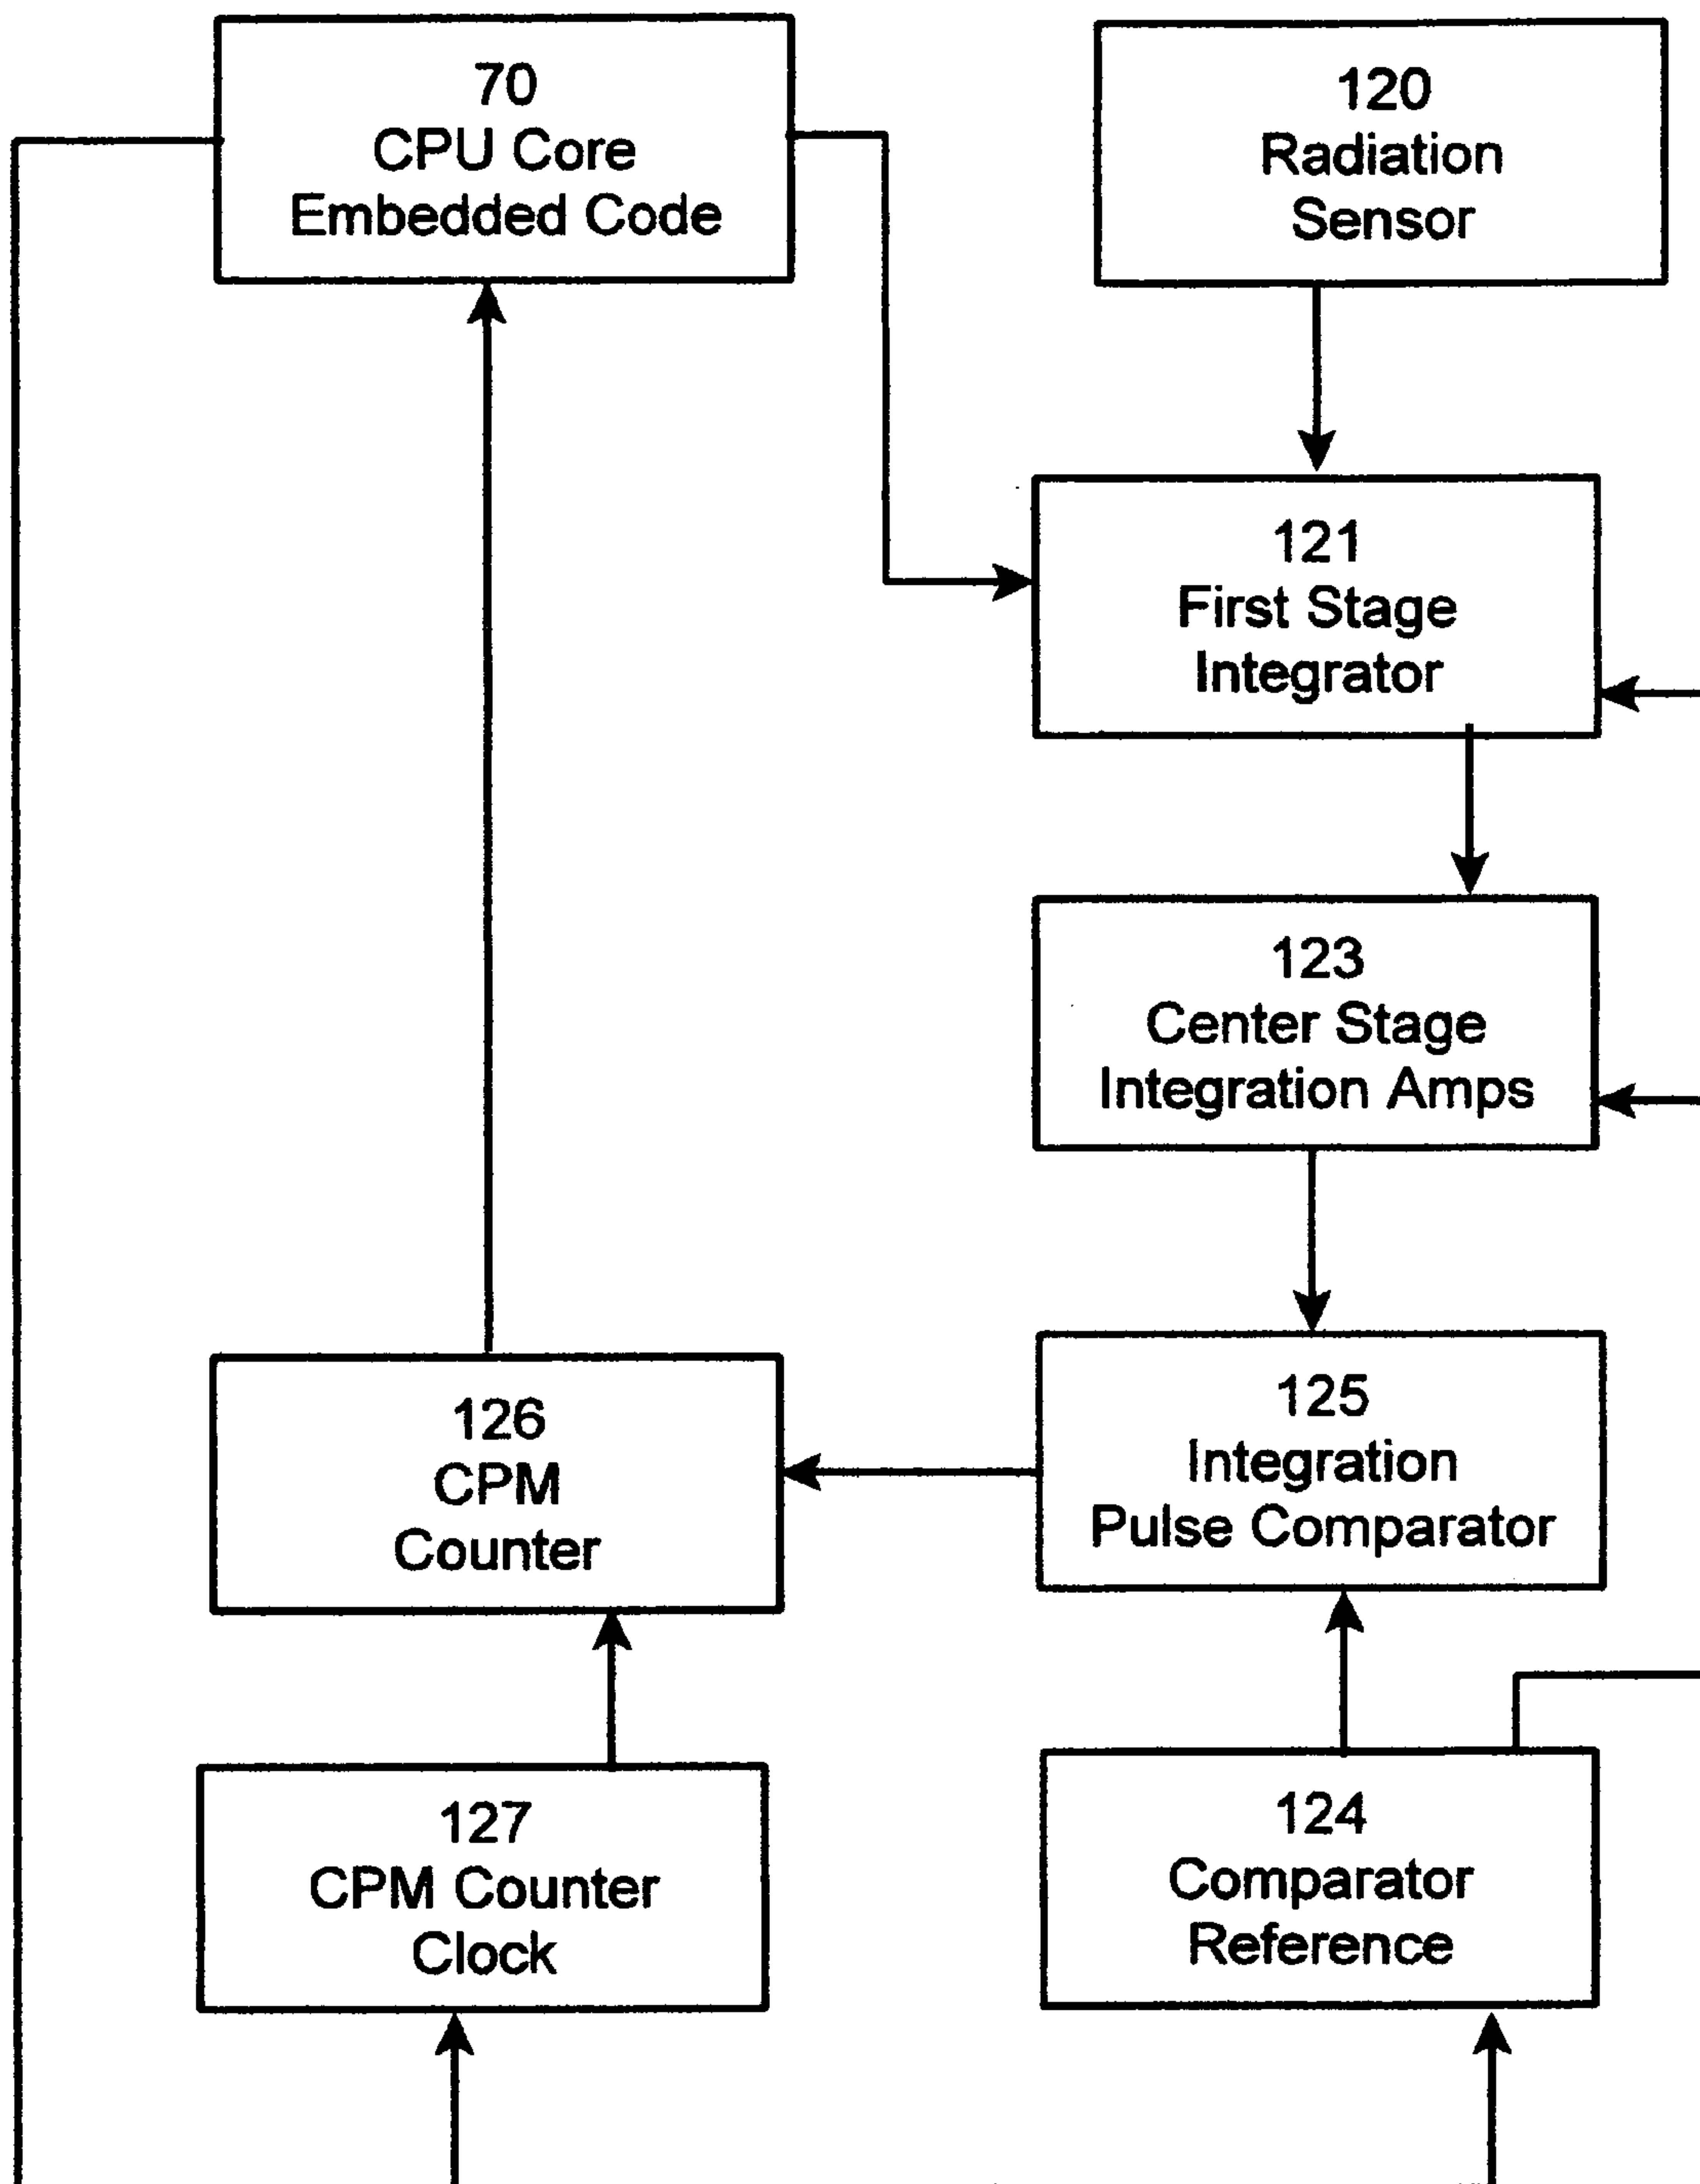 70
CPU Core
Embedded Code
120
Radiation
Sensor
121
First Stage
Integrator
123
Center Stage
Integration Amps
126
CPM
Counter
125
Integration
Pulse Comparator
127
CPM Counter
Clock
124
Comparator
Reference